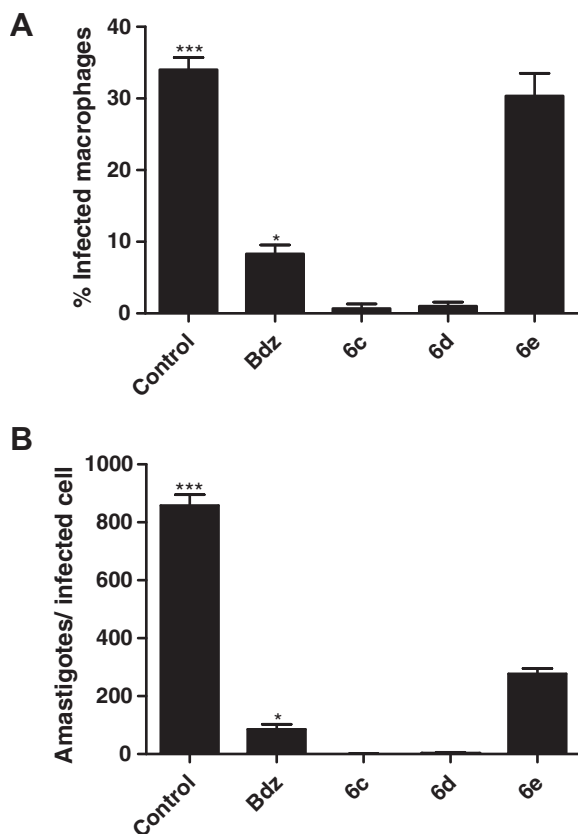 A
% Infected macrophages
40
30
20
10
0
***
*
Control
Bdz
6c
6d
6e
B
Amastigotes/ infected cell
1000
800
600
400
200
0
***
*
Control
Bdz
6c
6d
6e